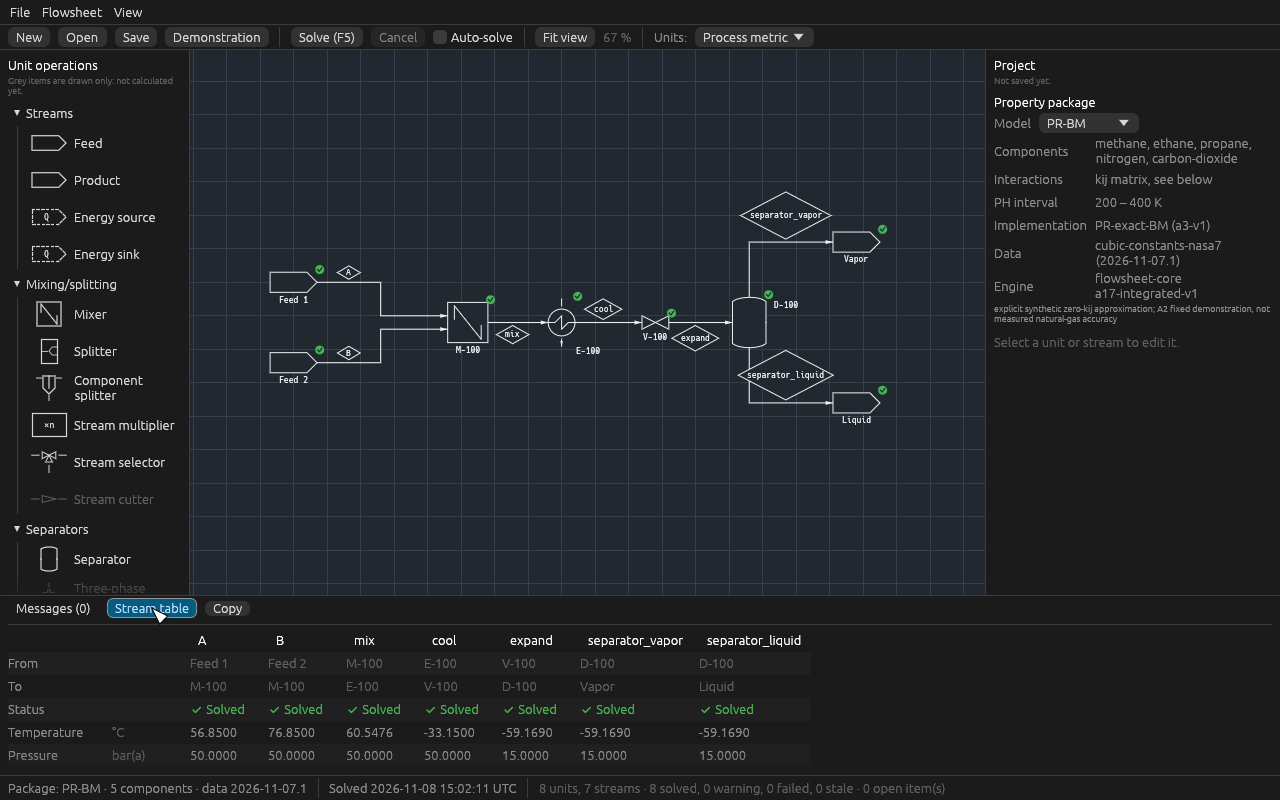 File Flowsheet View
New Open Save Demonstration Solve (F5) Cancel Auto-solve Fit view 67 % Units: Process metric
Unit operations
Grey items are drawn only: not calculated
yet.
Streams
Feed
Product
Q Energy source
Q Energy sink
Mixing/splitting
Mixer
Splitter
Component
splitter
×n Stream multiplier
Stream selector
Stream cutter
Separators
Separator
Three-phase
separator_vapor
Vapor
A
Feed 1
B
Feed 2
M-100
mix
E-100
cool
V-100
expand
D-100
separator_liquid
Liquid
Project
Not saved yet.
Property package
Model PR-BM
Components methane, ethane, propane,
nitrogen, carbon-dioxide
Interactions kij matrix, see below
PH interval 200 – 400 K
Implementation PR-exact-BM (a3-v1)
Data cubic-constants-nasa7
(2026-11-07.1)
Engine flowsheet-core
a17-integrated-v1
explicit synthetic zero-kij approximation; A2 fixed demonstration, not
measured natural-gas accuracy
Select a unit or stream to edit it.
Messages (0) Stream table Copy
A B mix cool expand separator_vapor separator_liquid
From Feed 1 Feed 2 M-100 E-100 V-100 D-100 D-100
To M-100 M-100 E-100 V-100 D-100 Vapor Liquid
Status ✓ Solved ✓ Solved ✓ Solved ✓ Solved ✓ Solved ✓ Solved ✓ Solved
Temperature °C 56.8500 76.8500 60.5476 -33.1500 -59.1690 -59.1690 -59.1690
Pressure bar(a) 50.0000 50.0000 50.0000 50.0000 15.0000 15.0000 15.0000
Package: PR-BM · 5 components · data 2026-11-07.1 Solved 2026-11-08 15:02:11 UTC 8 units, 7 streams · 8 solved, 0 warning, 0 failed, 0 stale · 0 open item(s)